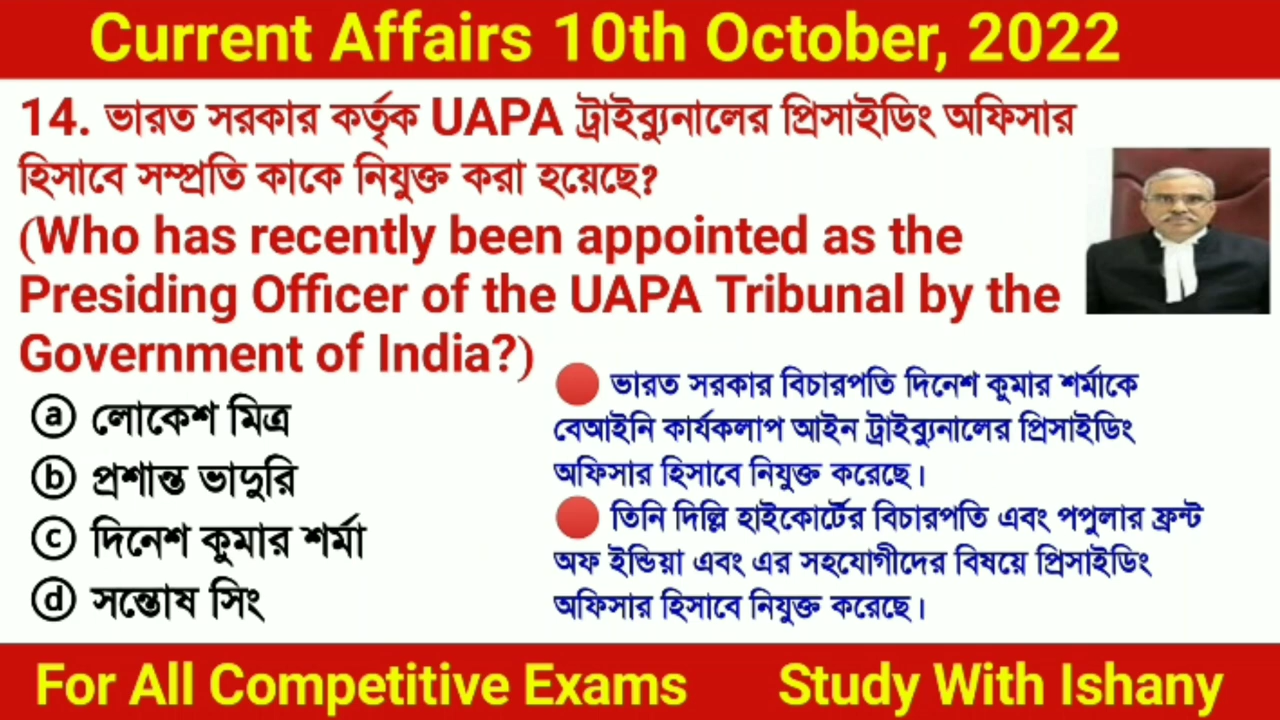 Current Affairs 10th October, 2022
14. ভারত সরকার কর্তৃক UAPA ট্রাইব্যুনালের প্রিসাইডিং অফিসার
হিসাবে সম্প্রতি কাকে নিযুক্ত করা হয়েছে?
(Who has recently been appointed as the
Presiding Officer of the UAPA Tribunal by the
Government of India?)
ⓐ লোকেশ মিত্র
ⓑ প্রশান্ত ভাদুরি
ⓒ দিনেশ কুমার শর্মা
ⓓ সন্তোষ সিং
🔴 ভারত সরকার বিচারপতি দিনেশ কুমার শর্মাকে
বেআইনি কার্যকলাপ আইন ট্রাইব্যুনালের প্রিসাইডিং
অফিসার হিসাবে নিযুক্ত করেছে।
🔴 তিনি দিল্লি হাইকোর্টের বিচারপতি এবং পপুলার ফ্রন্ট
অফ ইন্ডিয়া এবং এর সহযোগীদের বিষয়ে প্রিসাইডিং
অফিসার হিসাবে নিযুক্ত করেছে।
For All Competitive Exams Study With Ishany